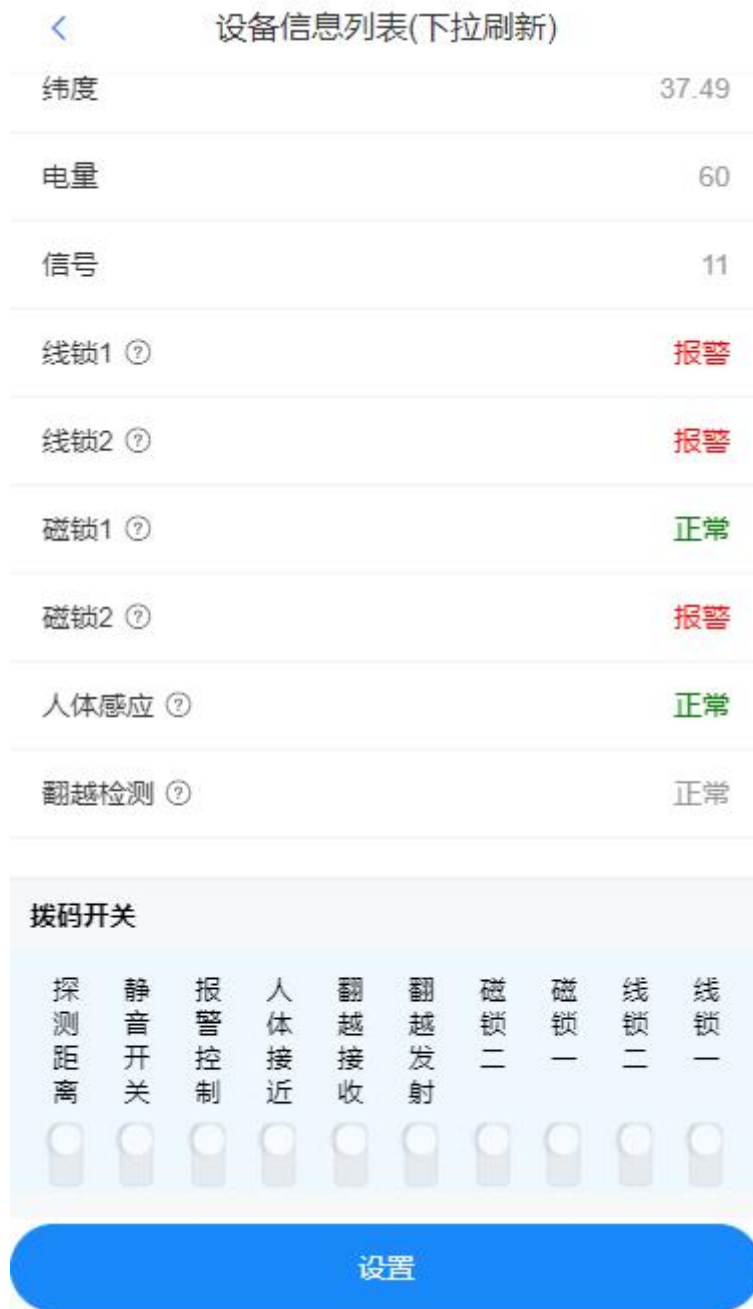 设备信息列表(下拉刷新)
纬度 37.49
电量 60
信号 11
线锁1 ? 报警
线锁2 ? 报警
磁锁1 ? 正常
磁锁2 ? 报警
人体感应 ? 正常
翻越检测 ? 正常
拨码开关
探测距离
静音开关
报警控制
人体接近
翻越接收
翻越发射
磁锁二
磁锁一
线锁二
线锁一
设置